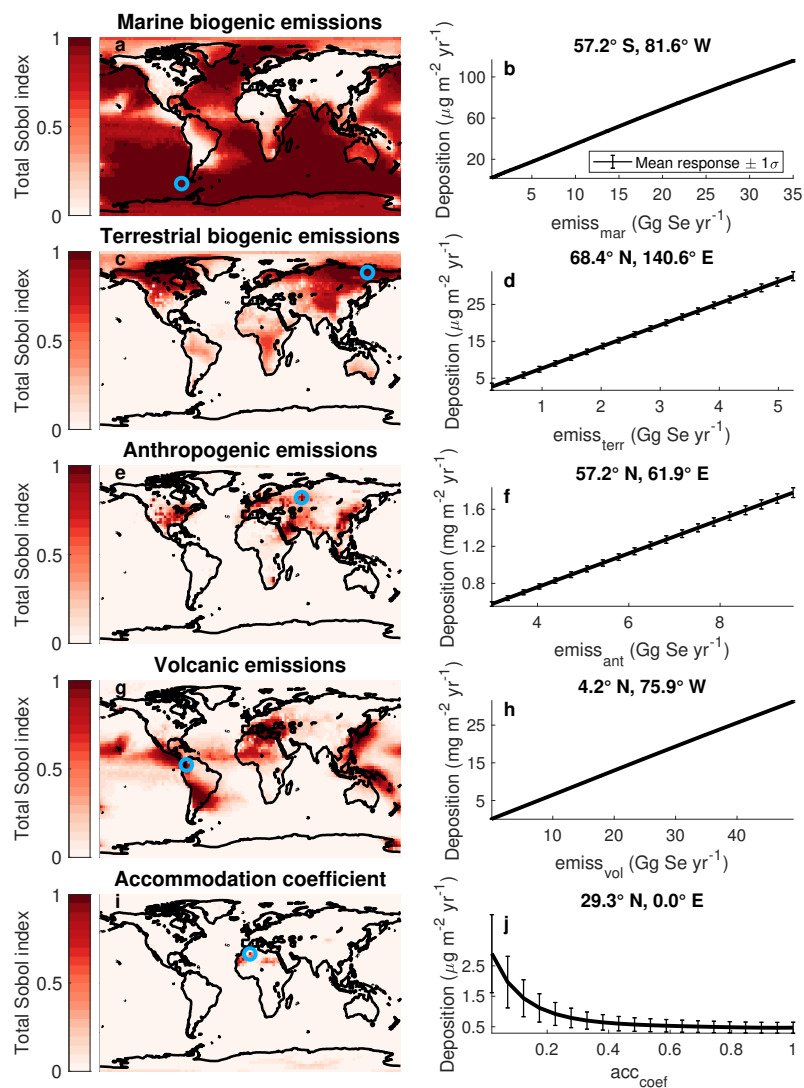 Marine biogenic emissions
a
1
0.5
0
Total Sobol index
57.2° S, 81.6° W
b
100
60
20
Deposition (μg m-2 yr-1)
Mean response ± 1σ
5 10 15 20 25 30 35
emissmar (Gg Se yr-1)
Terrestrial biogenic emissions
c
1
0.5
0
Total Sobol index
68.4° N, 140.6° E
d
25
15
5
Deposition (μg m-2 yr-1)
1 2 3 4 5
emissterr (Gg Se yr-1)
Anthropogenic emissions
e
1
0.5
0
Total Sobol index
57.2° N, 61.9° E
f
1.6
1.2
0.8
Deposition (mg m-2 yr-1)
4 6 8
emissant (Gg Se yr-1)
Volcanic emissions
g
1
0.5
0
Total Sobol index
4.2° N, 75.9° W
h
25
15
5
Deposition (mg m-2 yr-1)
10 20 30 40
emissvol (Gg Se yr-1)
Accommodation coefficient
i
1
0.5
0
Total Sobol index
29.3° N, 0.0° E
j
2.5
1.5
0.5
Deposition (μg m-2 yr-1)
0.2 0.4 0.6 0.8 1
acccoef